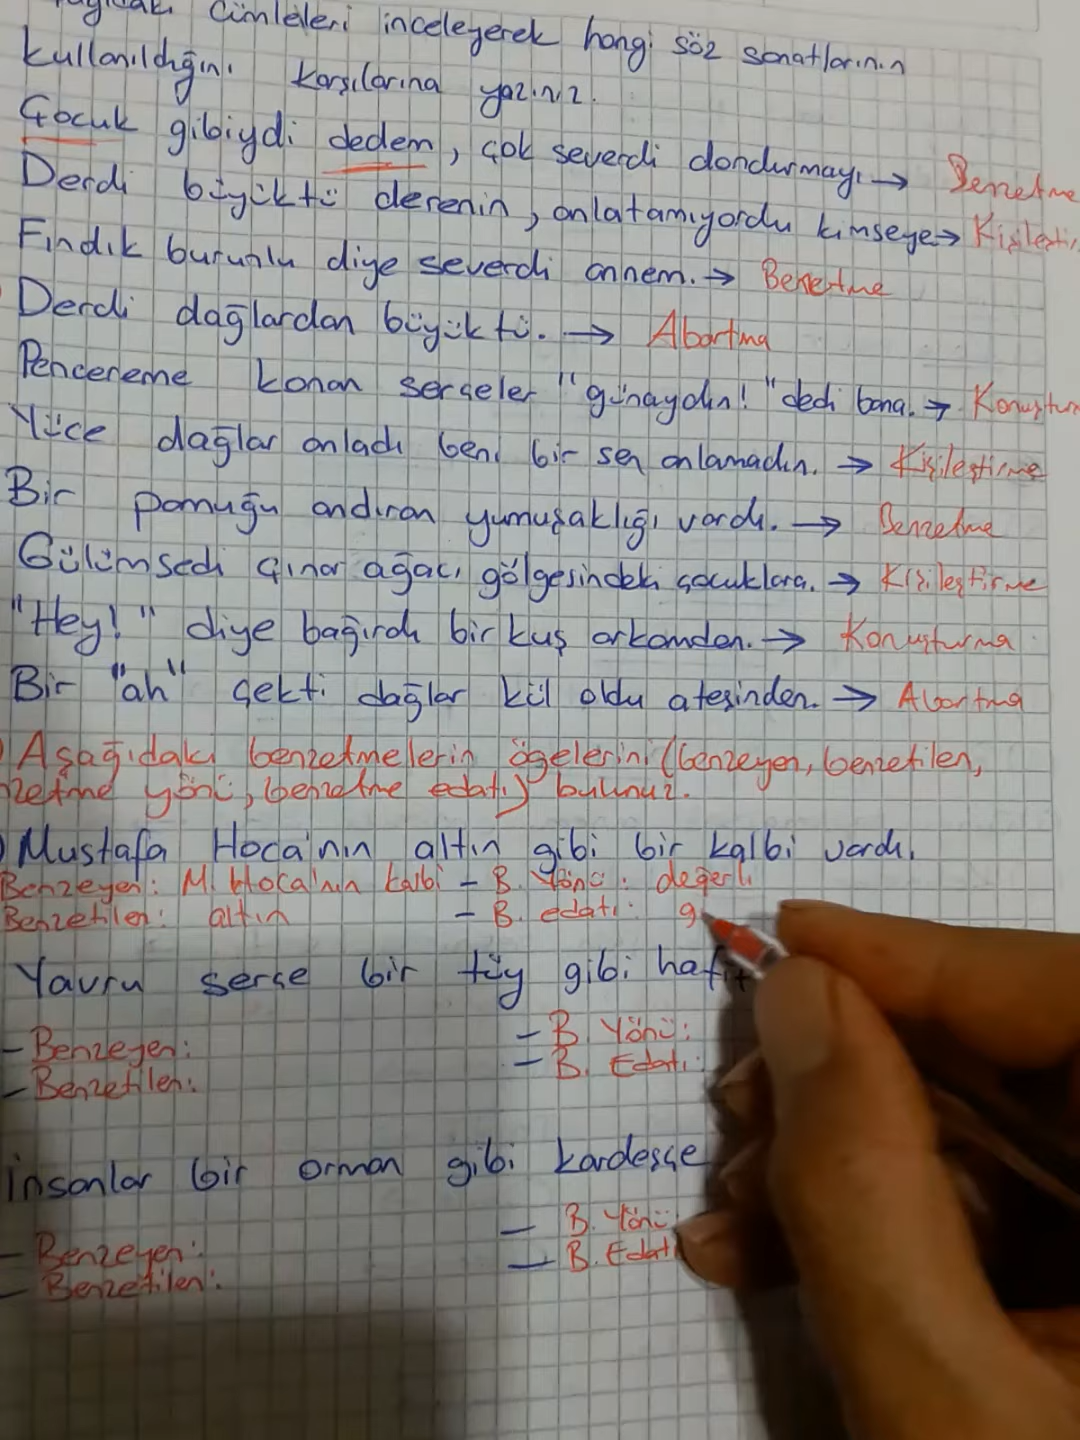 cümleleri inceleyerek hangi söz sanatlarının
kullanıldığını karşılarına yazınız.
Çocuk gibiydi dedem, çok severdi dondurmayı → Benzetme
Derdi büyüktü derenin, anlatamıyordu kimseye → Kişileşti
Fındık burunlu diye severdi annem. → Benzetme
Derdi dağlardan büyüktü. → Abartma
Pencereme konan serçeler "günaydın!" dedi bana. → Konuştur
Yüce dağlar anladı beni bir sen anlamadın. → Kişileştirme
Bir pamuğu andıran yumuşaklığı vardı. → Benzetme
Gülümsedi çınar ağacı gölgesindeki çocuklara. → Kişileştirme
"Hey!" diye bağırdı bir kuş arkamdan. → Konuşturma
Bir "ah" çekti dağlar kül oldu ateşinden. → Abartma
Aşağıdaki benzetmelerin ögelerini (benzeyen, benzetilen,
zetme yönü, benzetme edatı) bulunuz.
Mustafa Hoca'nın altın gibi bir kalbi vardı.
Benzeyen: M. Hoca'nın kalbi - B. Yönü: değerli
Benzetilen: altın - B. edatı: g
Yavru serçe bir tüy gibi hafif
- Benzeyen: - B. Yönü:
- Benzetilen: - B. Edatı:
İnsanlar bir orman gibi kardeşçe
- Benzeyen: - B. Yönü
- Benzetilen: - B. Edatı